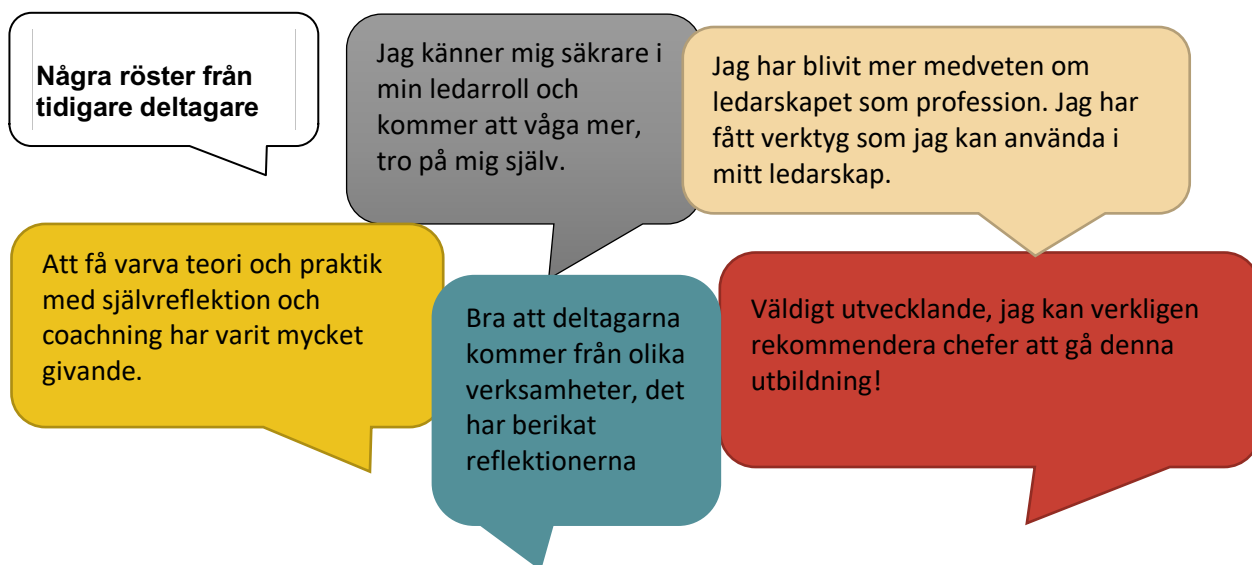 Några röster från
tidigare deltagare
Jag känner mig säkrare i
min ledarroll och
kommer att våga mer,
tro på mig själv.
Jag har blivit mer medveten om
ledarskapet som profession. Jag har
fått verktyg som jag kan använda i
mitt ledarskap.
Att få varva teori och praktik
med självreflektion och
coachning har varit mycket
givande.
Bra att deltagarna
kommer från olika
verksamheter, det
har berikat
reflektionerna
Väldigt utvecklande, jag kan verkligen
rekommendera chefer att gå denna
utbildning!